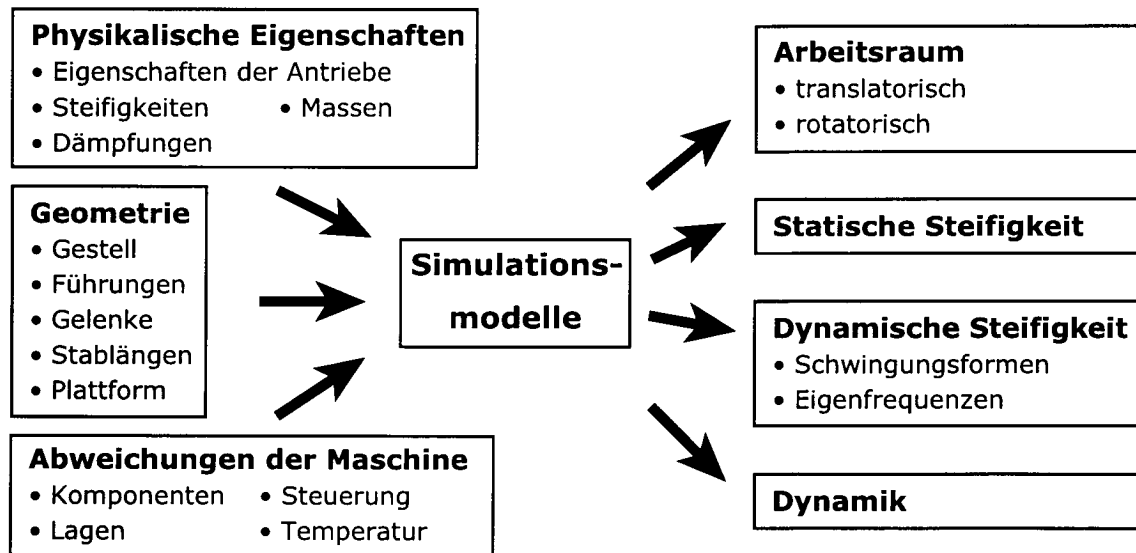 Physikalische Eigenschaften
• Eigenschaften der Antriebe
• Steifigkeiten • Massen
• Dämpfungen
Geometrie
• Gestell
• Führungen
• Gelenke
• Stablängen
• Plattform
Abweichungen der Maschine
• Komponenten • Steuerung
• Lagen • Temperatur
Simulations-
modelle
Arbeitsraum
• translatorisch
• rotatorisch
Statische Steifigkeit
Dynamische Steifigkeit
• Schwingungsformen
• Eigenfrequenzen
Dynamik